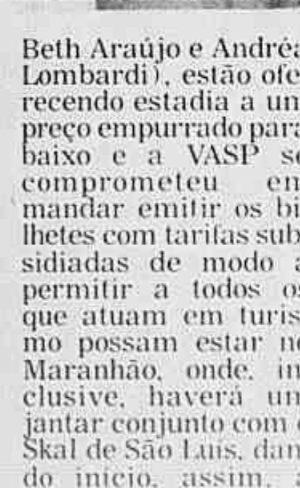 Beth Araújo e Andréa
Lombardi), estão ofe
recendo estadia a um
preço empurrado para
baixo e a VASP se
comprometeu em
mandar emitir os bi
lhetes com tarifas sub
sidiadas de modo a
permitir a todos os
que atuam em turis
mo possam estar no
Maranhão, onde, in
clusive, haverá um
jantar conjunto com o
Skal de São Luís, dan
do início, assim, a